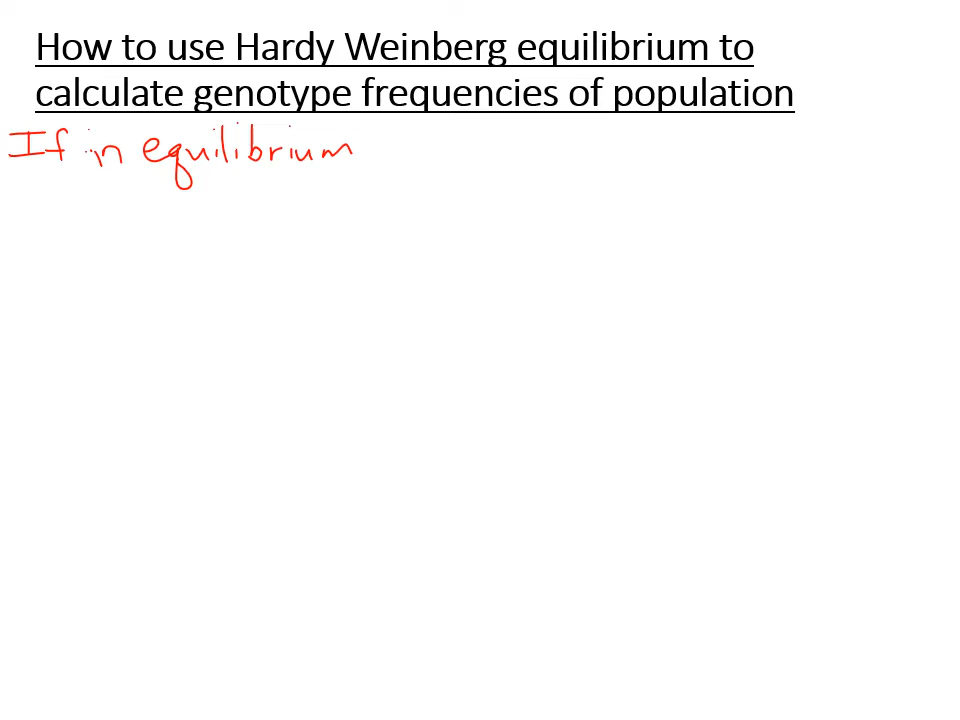 How to use Hardy Weinberg equilibrium to
calculate genotype frequencies of population
If in equilibrium